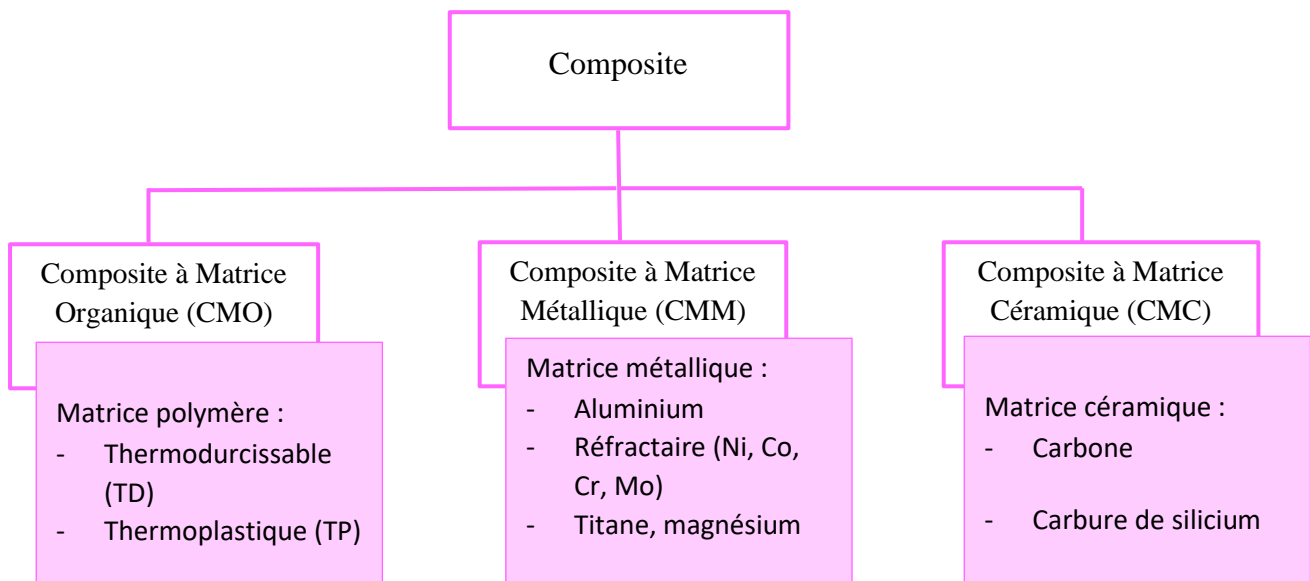 Composite
Composite à Matrice
Organique (CMO)
Matrice polymère :
- Thermodurcissable
(TD)
- Thermoplastique (TP)
Composite à Matrice
Métallique (CMM)
Matrice métallique :
- Aluminium
- Réfractaire (Ni, Co,
Cr, Mo)
- Titane, magnésium
Composite à Matrice
Céramique (CMC)
Matrice céramique :
- Carbone
- Carbure de silicium